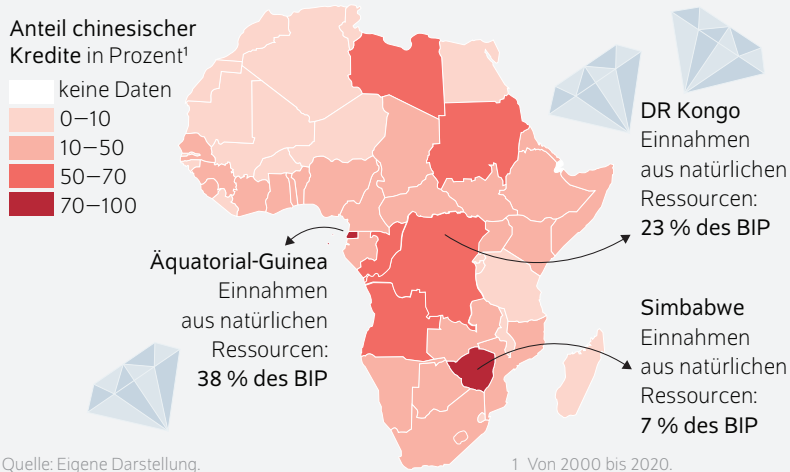 Anteil chinesischer
Kredite in Prozent¹
keine Daten
0–10
10–50
50–70
70–100
DR Kongo
Einnahmen
aus natürlichen
Ressourcen:
23 % des BIP
Äquatorial-Guinea
Einnahmen
aus natürlichen
Ressourcen:
38 % des BIP
Simbabwe
Einnahmen
aus natürlichen
Ressourcen:
7 % des BIP
Quelle: Eigene Darstellung.
1 Von 2000 bis 2020.